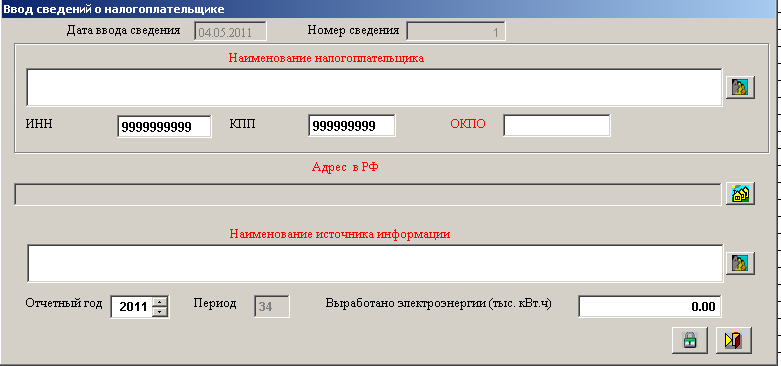 Ввод сведений о налогоплательщике
Дата ввода сведения 04.05.2011 Номер сведения 1
Наименование налогоплательщика
ИНН 9999999999 КПП 999999999 ОКПО
Адрес в РФ
Наименование источника информации
Отчетный год 2011 Период 34 Выработано электроэнергии (тыс. кВт.ч) 0.00